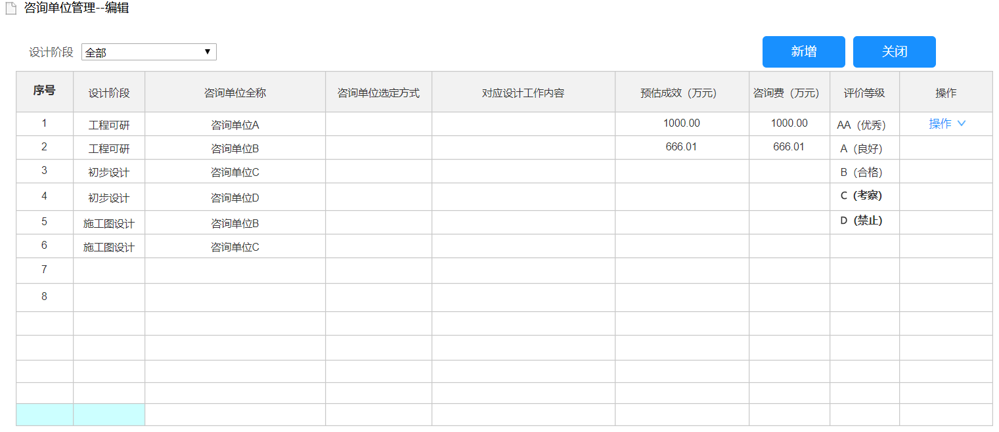 咨询单位管理--编辑
设计阶段 全部 新增 关闭
序号 设计阶段 咨询单位全称 咨询单位选定方式 对应设计工作内容 预估成效（万元） 咨询费（万元） 评价等级 操作
1 工程可研 咨询单位A 1000.00 1000.00 AA（优秀） 操作
2 工程可研 咨询单位B 666.01 666.01 A（良好）
3 初步设计 咨询单位C B（合格）
4 初步设计 咨询单位D C（考察）
5 施工图设计 咨询单位B D（禁止）
6 施工图设计 咨询单位C
7
8